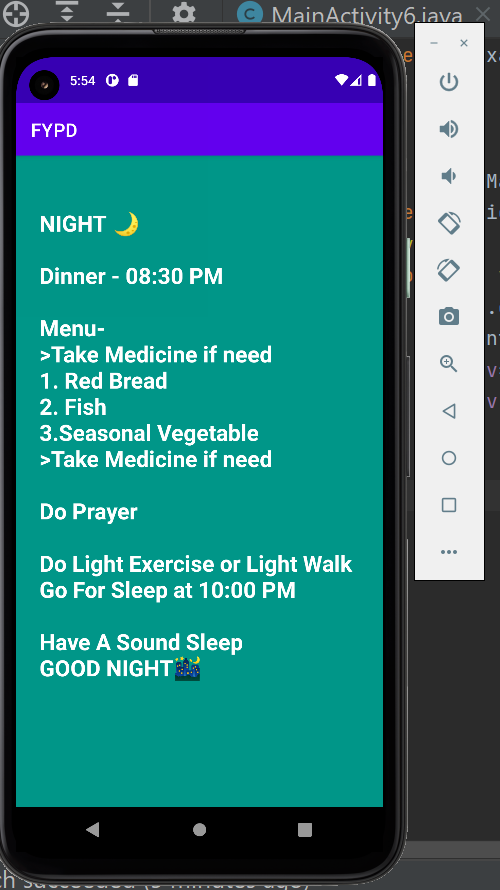 MainActivity6.java
5:54
FYPD
NIGHT 🌙
Dinner - 08:30 PM
Menu-
>Take Medicine if need
1. Red Bread
2. Fish
3.Seasonal Vegetable
>Take Medicine if need
Do Prayer
Do Light Exercise or Light Walk
Go For Sleep at 10:00 PM
Have A Sound Sleep
GOOD NIGHT🌃